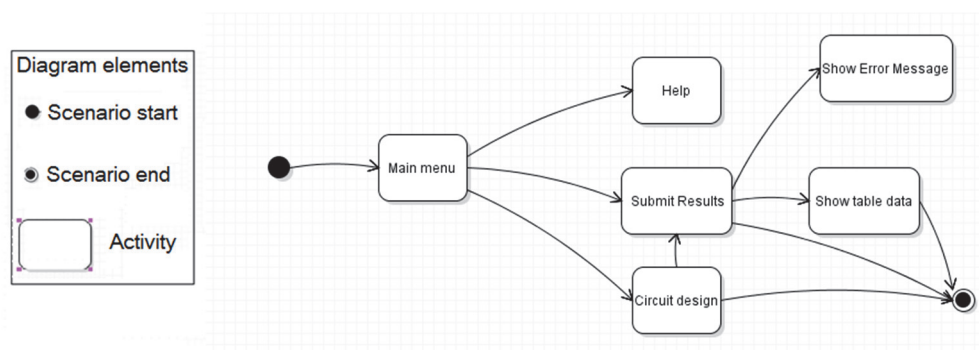 Diagram elements
Scenario start
Scenario end
Activity
Main menu
Help
Submit Results
Circuit design
Show Error Message
Show table data